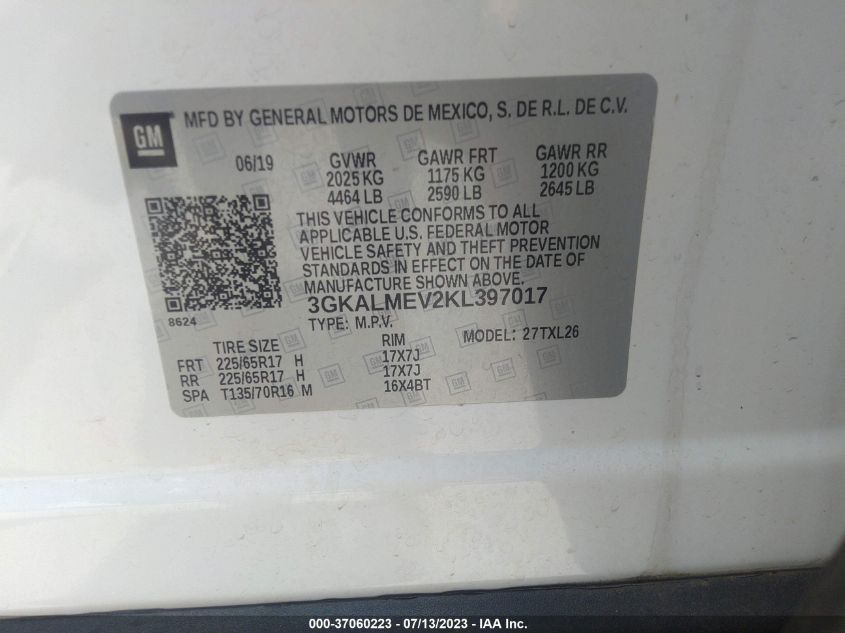 GM
MFD BY GENERAL MOTORS DE MEXICO, S. DE R.L. DE C.V.
06/19 GVWR GAWR FRT GAWR RR
2025 KG 1175 KG 1200 KG
4464 LB 2590 LB 2645 LB
THIS VEHICLE CONFORMS TO ALL
APPLICABLE U.S. FEDERAL MOTOR
VEHICLE SAFETY AND THEFT PREVENTION
STANDARDS IN EFFECT ON THE DATE OF
MANUFACTURE SHOWN ABOVE.
3GKALMEV2KL397017
8624
TYPE: M.P.V. MODEL: 27TXL26
TIRE SIZE RIM
FRT 225/65R17 H 17X7J
RR 225/65R17 H 17X7J
SPA T135/70R16 M 16X4BT
000-37060223 - 07/13/2023 - IAA Inc.